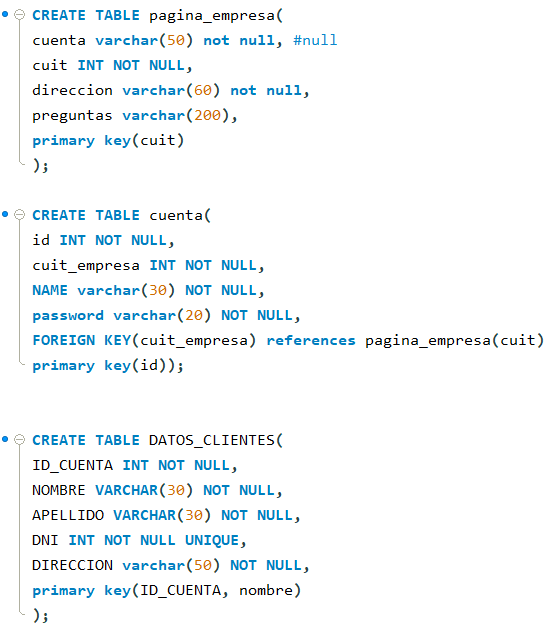 CREATE TABLE pagina_empresa(
cuenta varchar(50) not null, #null
cuit INT NOT NULL,
direccion varchar(60) not null,
preguntas varchar(200),
primary key(cuit)
);
CREATE TABLE cuenta(
id INT NOT NULL,
cuit_empresa INT NOT NULL,
NAME varchar(30) NOT NULL,
password varchar(20) NOT NULL,
FOREIGN KEY(cuit_empresa) references pagina_empresa(cuit)
primary key(id));
CREATE TABLE DATOS_CLIENTES(
ID_CUENTA INT NOT NULL,
NOMBRE VARCHAR(30) NOT NULL,
APELLIDO VARCHAR(30) NOT NULL,
DNI INT NOT NULL UNIQUE,
DIRECCION varchar(50) NOT NULL,
primary key(ID_CUENTA, nombre)
);